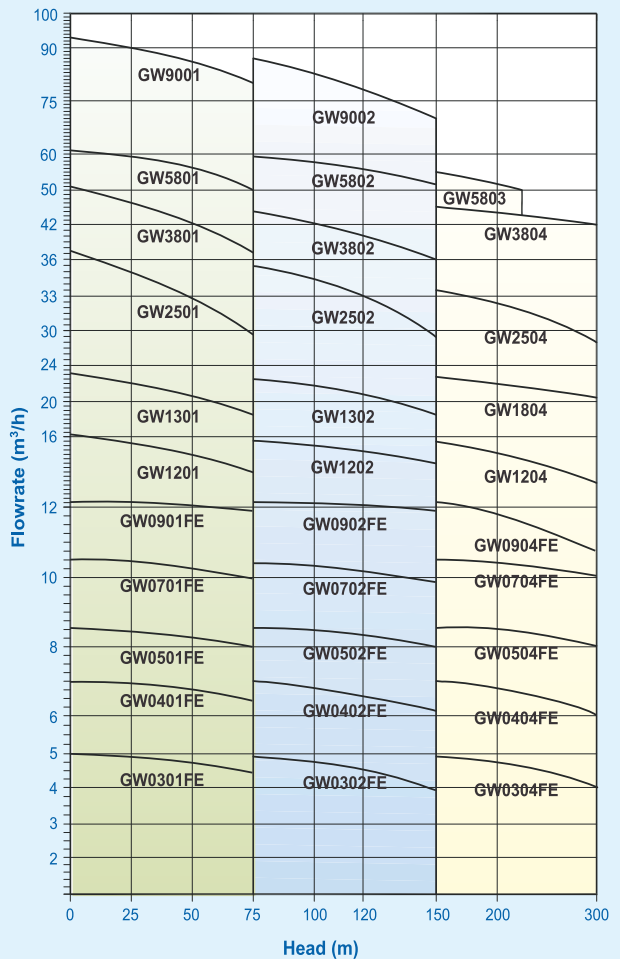 100
90
GW9001
75
GW9002
60
GW5801
GW5802
50
GW5803
42
GW3801
GW3802
GW3804
36
33
GW2501
GW2502
30
GW2504
24
20
GW1301
GW1302
GW1804
16
GW1201
GW1202
GW1204
12
GW0901FE
GW0902FE
GW0904FE
10
GW0701FE
GW0702FE
GW0704FE
8
GW0501FE
GW0502FE
GW0504FE
GW0401FE
GW0402FE
GW0404FE
6
5
4
GW0301FE
GW0302FE
GW0304FE
3
2
0 25 50 75 100 120 150 200 300
Flowrate (m³/h)
Head (m)